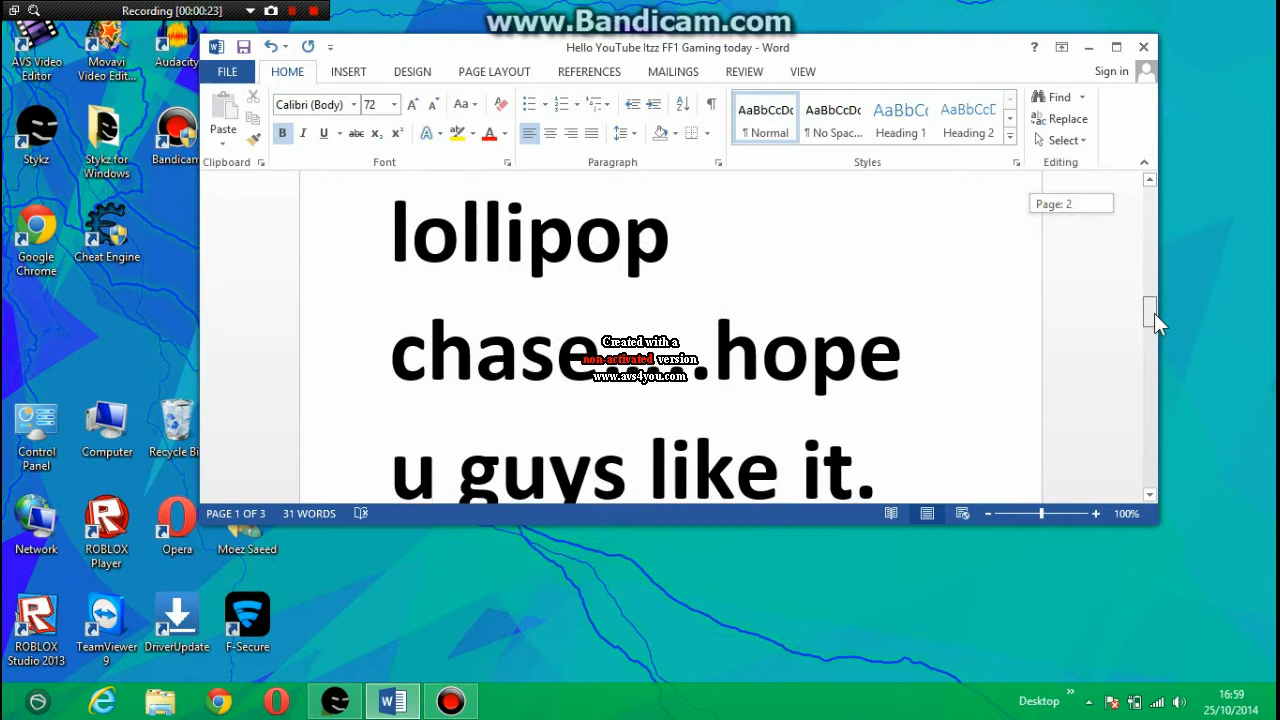 Recording [00:00:23]
www.Bandicam.com
Hello YouTube Itzz FF1 Gaming today - Word
?
Sign in
FILE HOME INSERT DESIGN PAGE LAYOUT REFERENCES MAILINGS REVIEW VIEW
Paste
Calibri (Body) 72
Aa
B I U abc x₂ x²
A
AaBbCcDc AaBbCcDc AaBbCc AaBbCcD
¶ Normal ¶ No Spac... Heading 1 Heading 2
Find
Replace
Select
Clipboard Font Paragraph Styles Editing
Page: 2
lollipop
chase.....hope
u guys like it.
Created with a
non-activated version
www.avs4you.com
PAGE 1 OF 3 31 WORDS
100%
AVS Video
Editor
Movavi
Video Edit...
Audacity
Stykz
Stykz for
Windows
Bandicam
Google
Chrome
Cheat Engine
Control
Panel
Computer
Recycle Bi
Network
ROBLOX
Player
Opera
Moez Saeed
ROBLOX
Studio 2013
TeamViewer
9
DriverUpdate
F-Secure
Desktop
16:59
25/10/2014